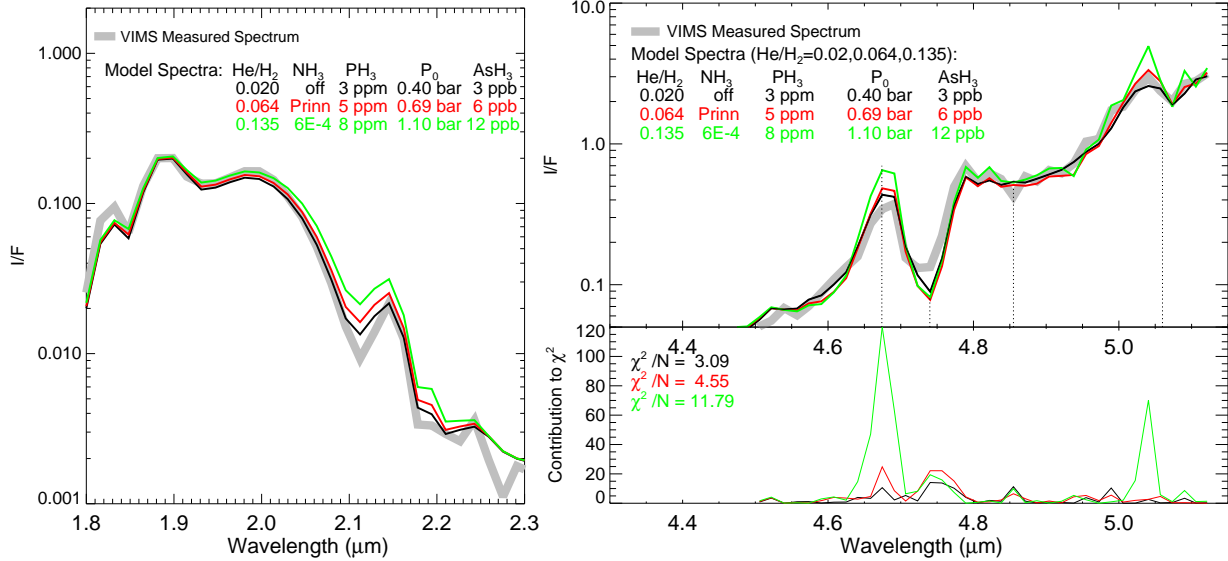 VIMS Measured Spectrum
Model Spectra: He/H₂ NH₃ PH₃ P₀ AsH₃
0.020 off 3 ppm 0.40 bar 3 ppb
0.064 Prinn 5 ppm 0.69 bar 6 ppb
0.135 6E-4 8 ppm 1.10 bar 12 ppb
1.000
0.100
0.010
0.001
I/F
1.8 1.9 2.0 2.1 2.2 2.3
Wavelength (μm)
VIMS Measured Spectrum
Model Spectra (He/H₂=0.02,0.064,0.135):
He/H₂ NH₃ PH₃ P₀ AsH₃
0.020 off 3 ppm 0.40 bar 3 ppb
0.064 Prinn 5 ppm 0.69 bar 6 ppb
0.135 6E-4 8 ppm 1.10 bar 12 ppb
10.0
1.0
0.1
I/F
4.4 4.6 4.8 5.0
χ²/N = 3.09
χ²/N = 4.55
χ²/N = 11.79
120
100
80
60
40
20
0
Contribution to χ²
4.4 4.6 4.8 5.0
Wavelength (μm)